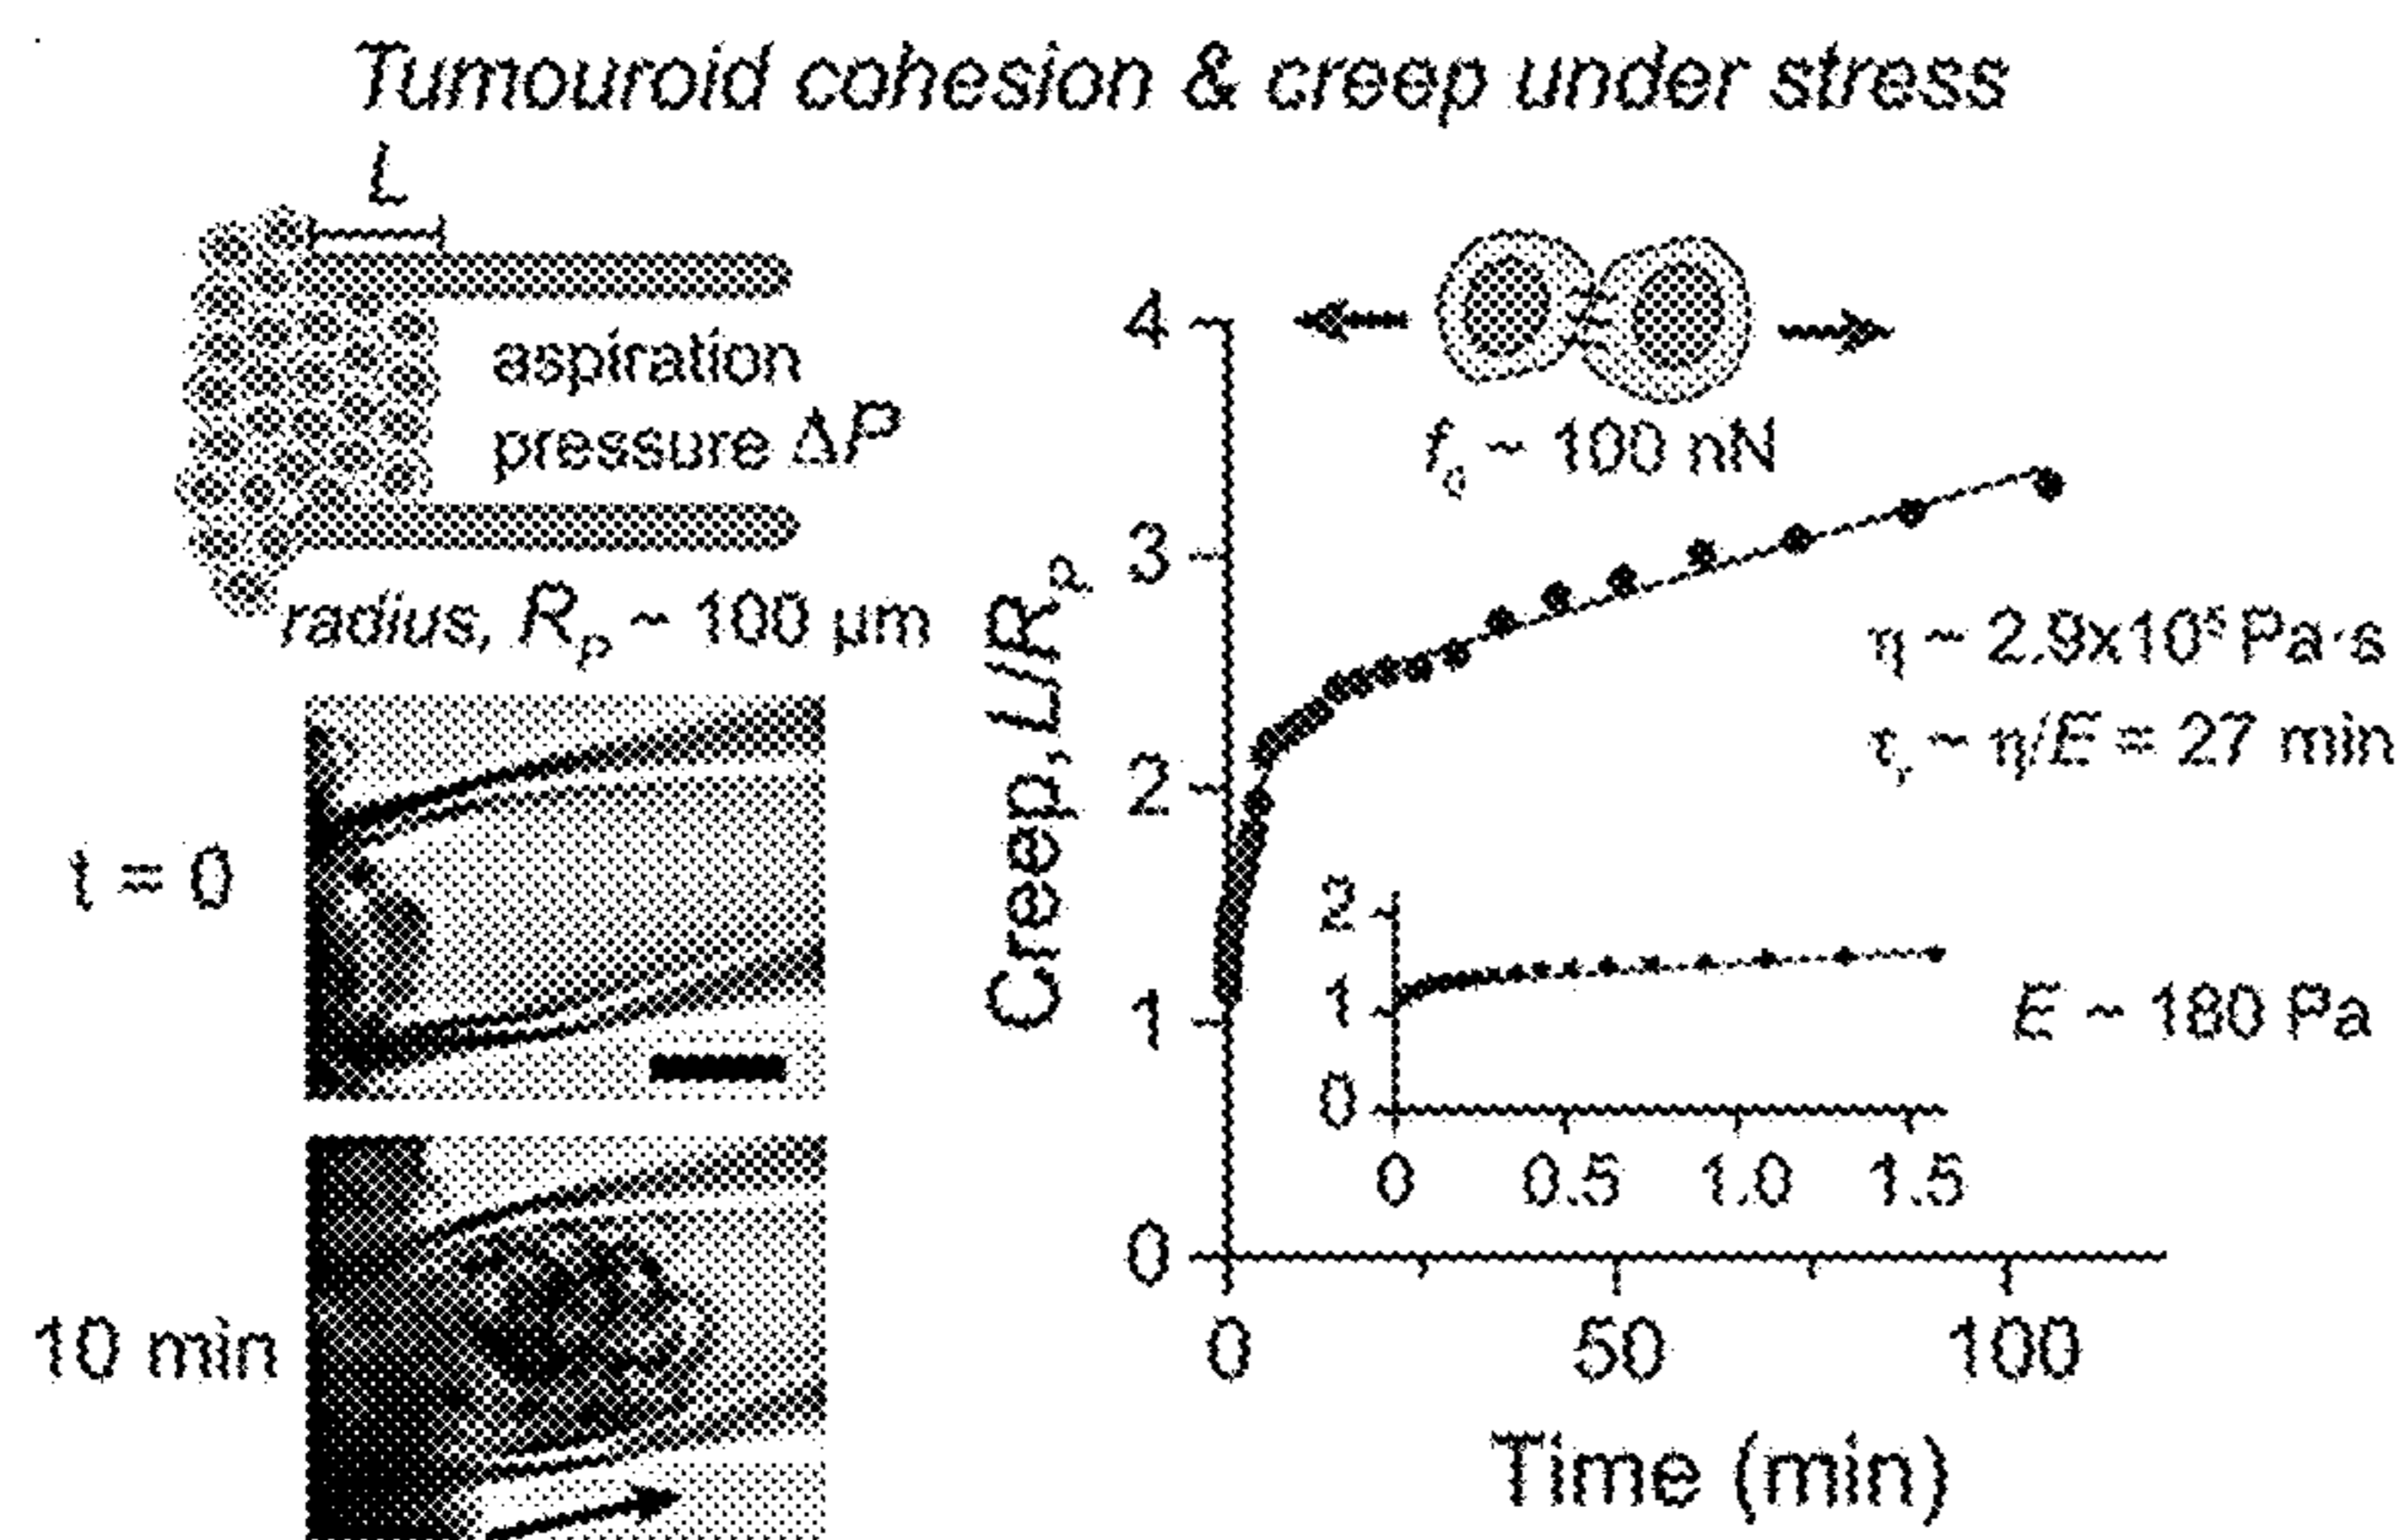 Tumouroid cohesion & creep under stress
L
aspiration
pressure ΔP
radius, Rp ~ 100 µm
t = 0
10 min
Creep, L/Rp
4
3
2
1
0
f0 ~ 100 nN
η ~ 2.9x10⁵ Pa·s
τr ~ η/E = 27 min
2
1
0
0 0.5 1.0 1.5
E ~ 180 Pa
0 50 100
Time (min)